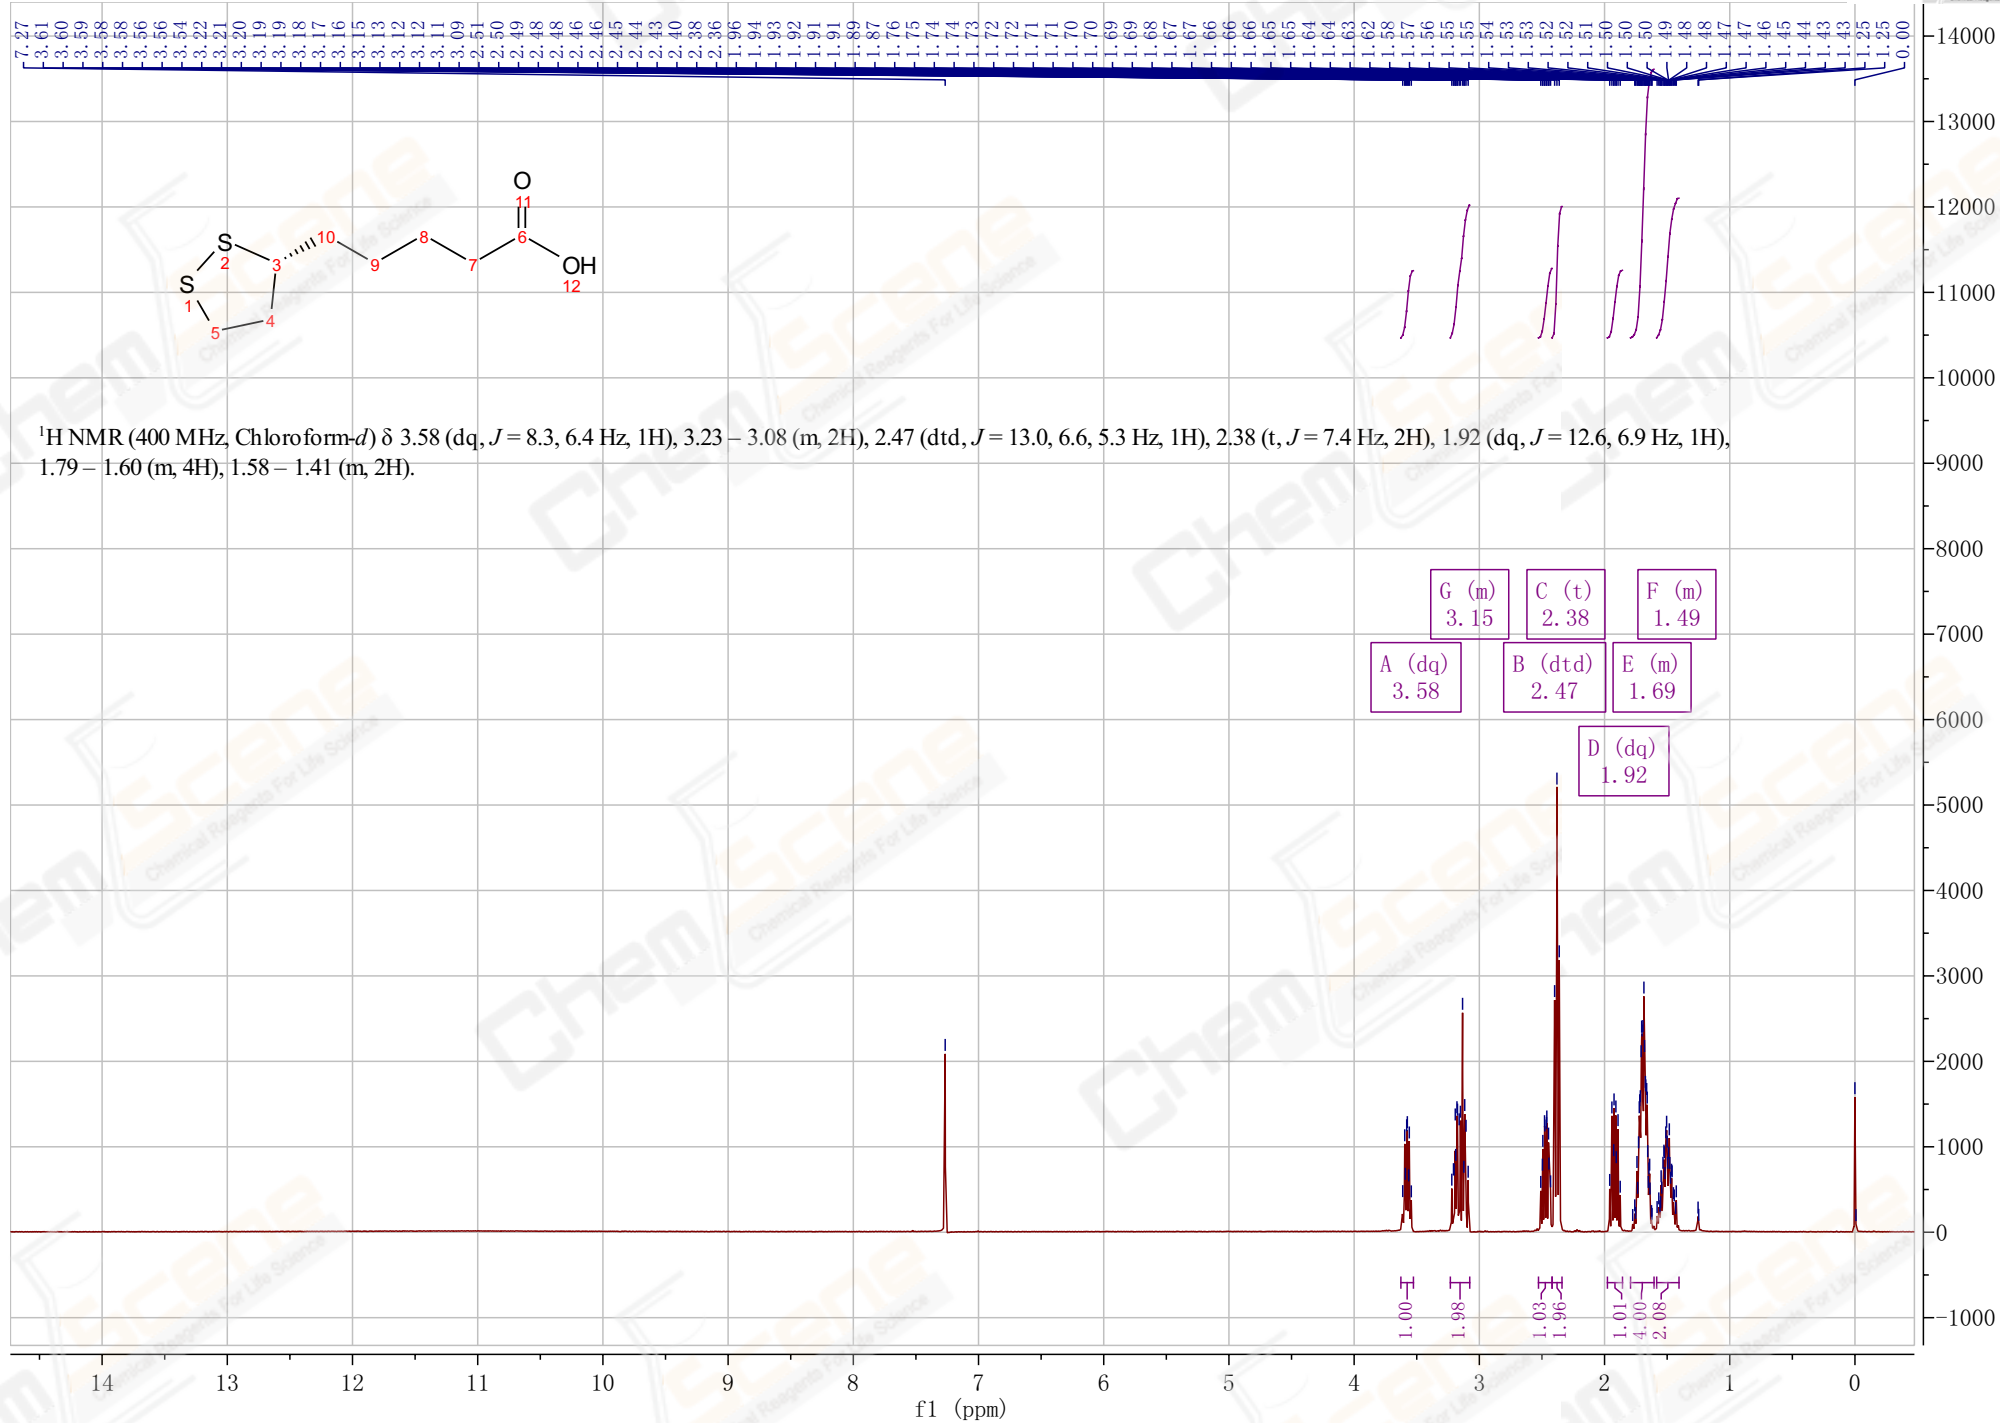 7.27 3.61 3.60 3.59 3.58 3.58 3.56 3.56 3.54 3.22 3.21 3.20 3.19 3.19 3.18 3.17 3.16 3.15 3.13 3.13 3.12 3.12 3.11 3.09 2.51 2.50 2.49 2.48 2.48 2.46 2.46 2.45 2.44 2.43 2.40 2.38 2.36 1.96 1.94 1.93 1.92 1.91 1.91 1.89 1.87 1.76 1.75 1.74 1.74 1.73 1.72 1.72 1.71 1.71 1.70 1.70 1.69 1.69 1.68 1.67 1.67 1.66 1.66 1.66 1.65 1.65 1.64 1.64 1.63 1.62 1.58 1.57 1.56 1.55 1.55 1.54 1.53 1.53 1.52 1.52 1.51 1.50 1.50 1.50 1.49 1.48 1.48 1.47 1.47 1.46 1.45 1.44 1.43 1.43 1.25 1.25 0.00
14000
13000
12000
11000
10000
9000
8000
7000
6000
5000
4000
3000
2000
1000
0
-1000
O
11
S
2
10
8
6
3
9
7
OH
12
S
1
4
5
¹H NMR (400 MHz, Chloroform-d) δ 3.58 (dq, J = 8.3, 6.4 Hz, 1H), 3.23 – 3.08 (m, 2H), 2.47 (dtd, J = 13.0, 6.6, 5.3 Hz, 1H), 2.38 (t, J = 7.4 Hz, 2H), 1.92 (dq, J = 12.6, 6.9 Hz, 1H),
1.79 – 1.60 (m, 4H), 1.58 – 1.41 (m, 2H).
G (m)
3.15
C (t)
2.38
F (m)
1.49
A (dq)
3.58
B (dtd)
2.47
E (m)
1.69
D (dq)
1.92
1.00
1.98
1.03
1.96
1.01
4.00
2.08
14 13 12 11 10 9 8 7 6 5 4 3 2 1 0
f1 (ppm)
ChemScene
Chemical Reagents For Life Science